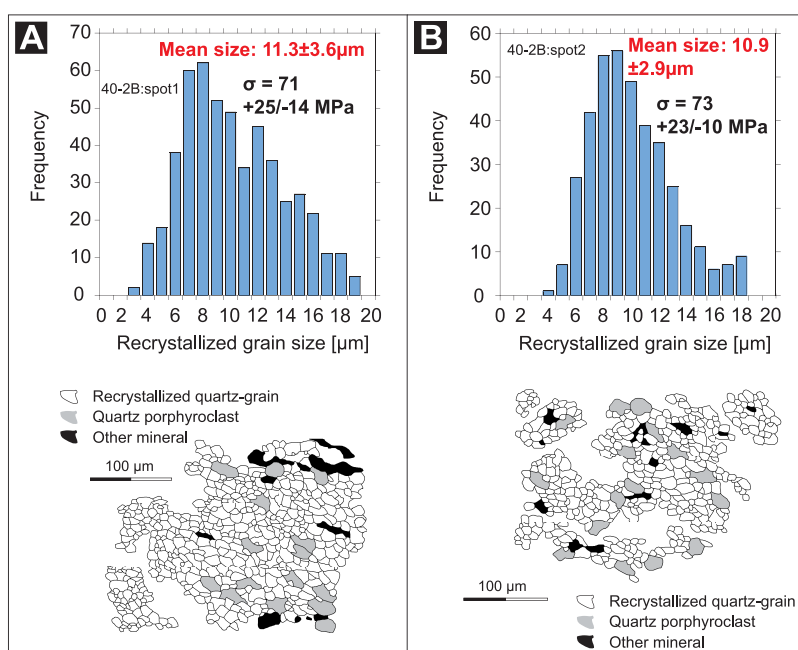 A
Mean size: 11.3±3.6µm
40-2B:spot1
σ = 71
+25/-14 MPa
Frequency
70
60
50
40
30
20
10
0
0 2 4 6 8 10 12 14 16 18 20
Recrystallized grain size [µm]
Recrystallized quartz-grain
Quartz porphyroclast
Other mineral
100 µm
B
40-2B:spot2
Mean size: 10.9
±2.9µm
σ = 73
+23/-10 MPa
Frequency
60
50
40
30
20
10
0
0 2 4 6 8 10 12 14 16 18 20
Recrystallized grain size [µm]
100 µm
Recrystallized quartz-grain
Quartz porphyroclast
Other mineral